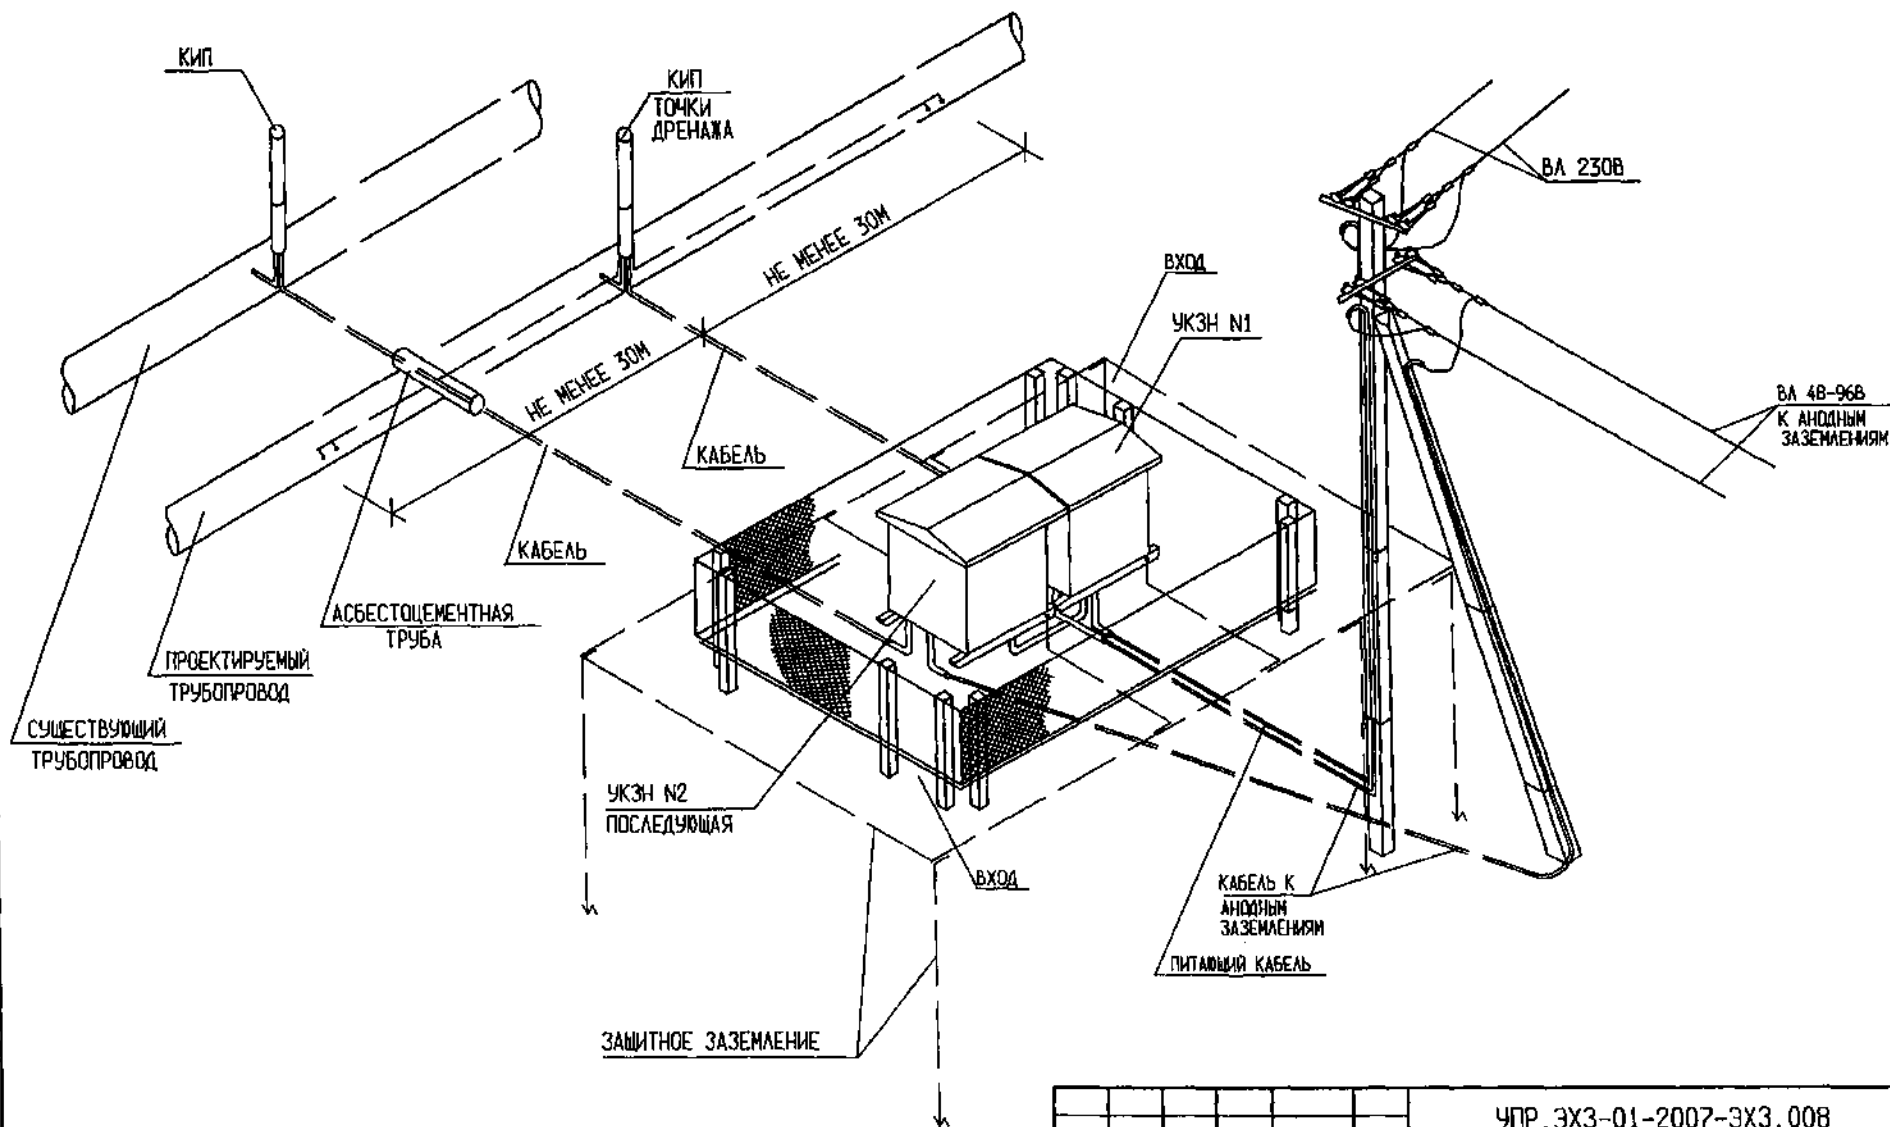 КИП
КИП
ТОЧКИ
ДРЕНАЖА
ВЛ 230В
НЕ МЕНЕЕ 30М
ВХОД
УКЗН N1
НЕ МЕНЕЕ 30М
ВЛ 48-96В
К АНОДНЫМ
ЗАЗЕМЛЕНИЯМ
КАБЕЛЬ
КАБЕЛЬ
АСБЕСТОЦЕМЕНТНАЯ
ТРУБА
ПРОЕКТИРУЕМЫЙ
ТРУБОПРОВОД
СУЩЕСТВУЮЩИЙ
ТРУБОПРОВОД
УКЗН N2
ПОСЛЕДУЮЩАЯ
ВХОД
КАБЕЛЬ К
АНОДНЫМ
ЗАЗЕМЛЕНИЯМ
ПИТАЮЩИЙ КАБЕЛЬ
ЗАЩИТНОЕ ЗАЗЕМЛЕНИЕ
УПР.ЭХЗ-01-2007-ЭХЗ.008